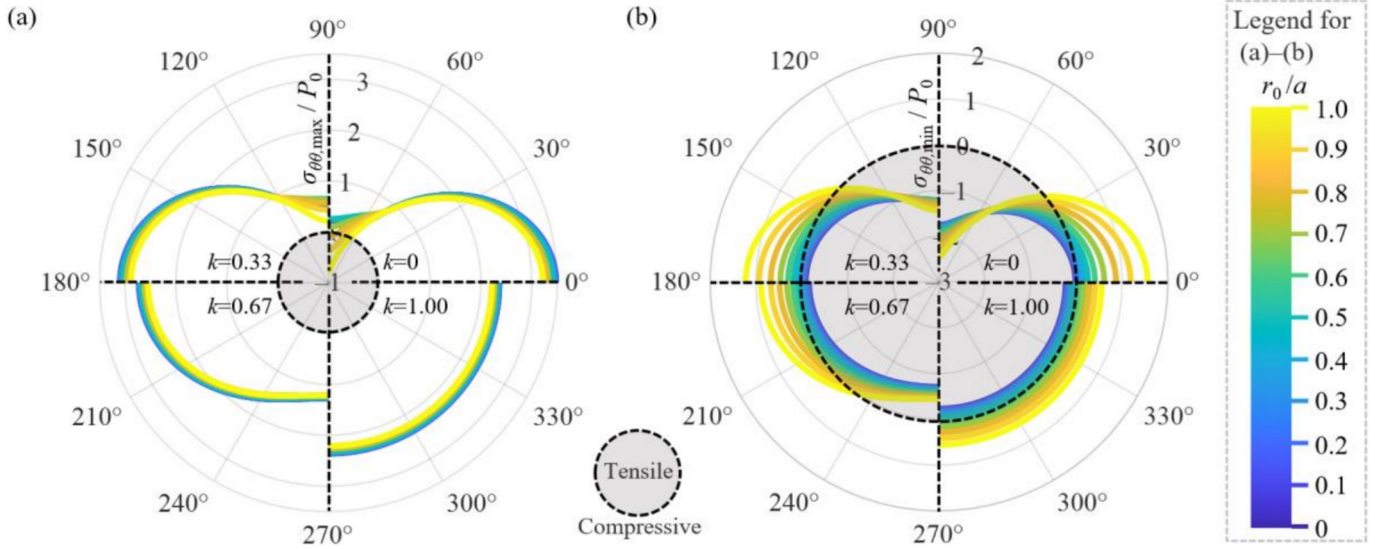 (a)
90°
120°
60°
150°
30°
180°
0°
210°
330°
240°
300°
270°
σθθ,max / P0
3
2
1
–1
k=0.33
k=0
k=0.67
k=1.00
(b)
90°
120°
60°
150°
30°
180°
0°
210°
330°
240°
300°
270°
σθθ,min / P0
2
1
0
–1
–3
k=0.33
k=0
k=0.67
k=1.00
Tensile
Compressive
Legend for
(a)–(b)
r0/a
1.0
0.9
0.8
0.7
0.6
0.5
0.4
0.3
0.2
0.1
0